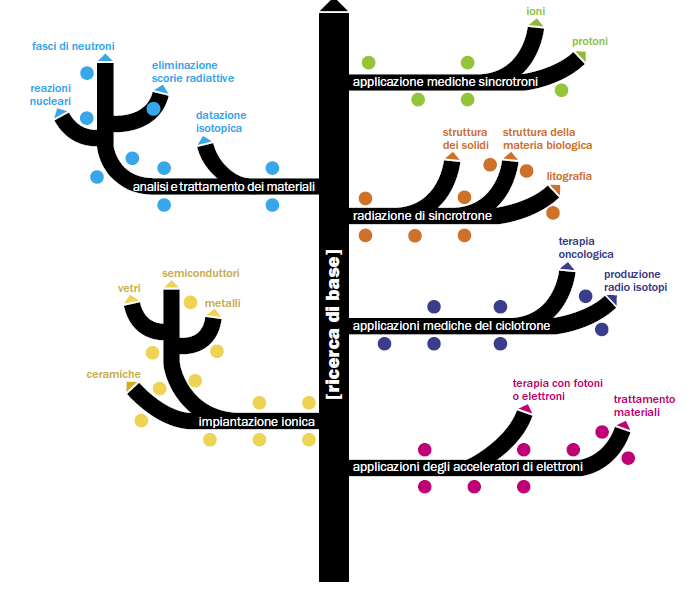 fasci di neutroni
eliminazione
scorie radiattive
reazioni
nucleari
datazione
isotopica
analisi e trattamento dei materiali
semiconduttori
vetri
metalli
ceramiche
impiantazione ionica
[ricerca di base]
ioni
protoni
applicazione mediche sincrotroni
struttura
dei solidi
struttura della
materia biologica
litografia
radiazione di sincrotrone
terapia
oncologica
produzione
radio isotopi
applicazioni mediche del ciclotrone
terapia con fotoni
o elettroni
trattamento
materiali
applicazioni degli acceleratori di elettroni